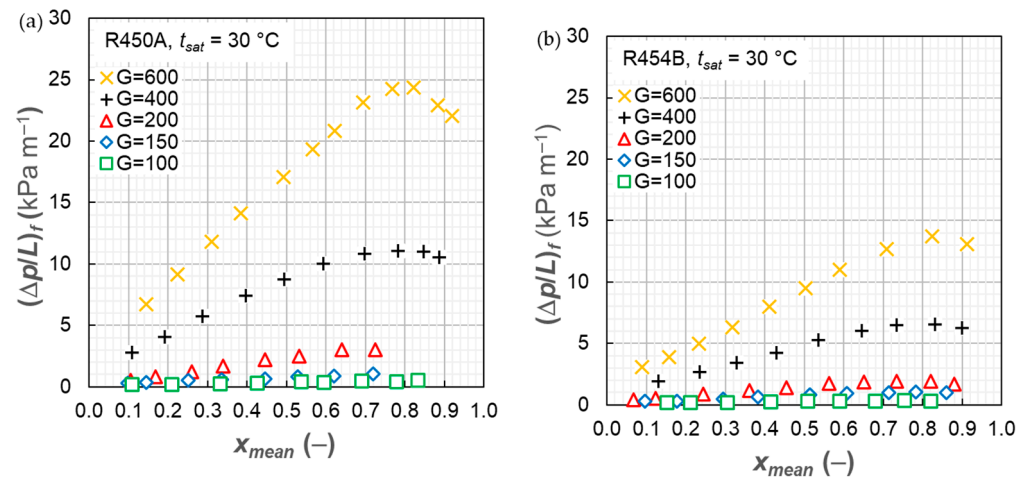 (a)
R450A, tsat = 30 °C
G=600
G=400
G=200
G=150
G=100
30
25
20
15
10
5
0
(Δp/L)f (kPa m⁻¹)
0.0 0.1 0.2 0.3 0.4 0.5 0.6 0.7 0.8 0.9 1.0
xmean (–)
(b)
R454B, tsat = 30 °C
G=600
G=400
G=200
G=150
G=100
30
25
20
15
10
5
0
(Δp/L)f (kPa m⁻¹)
0.0 0.1 0.2 0.3 0.4 0.5 0.6 0.7 0.8 0.9 1.0
xmean (–)